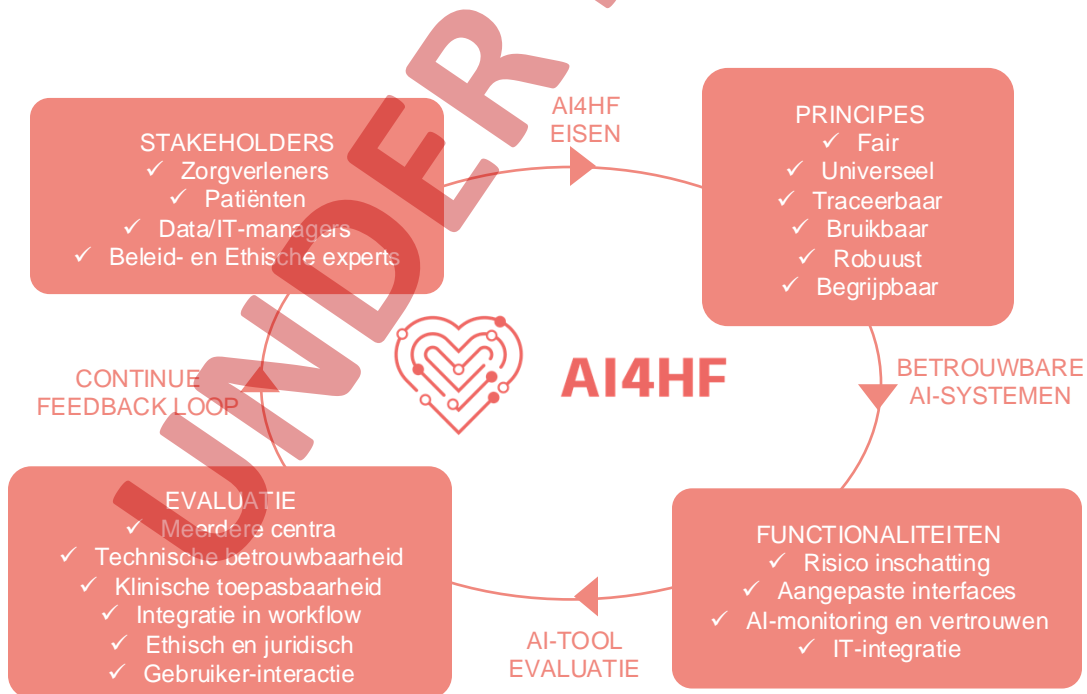 STAKEHOLDERS
✓ Zorgverleners
✓ Patiënten
✓ Data/IT-managers
✓ Beleid- en Ethische experts
AI4HF
EISEN
PRINCIPES
✓ Fair
✓ Universeel
✓ Traceerbaar
✓ Bruikbaar
✓ Robuust
✓ Begrijpbaar
BETROUWBARE
AI-SYSTEMEN
FUNCTIONALITEITEN
✓ Risico inschatting
✓ Aangepaste interfaces
✓ AI-monitoring en vertrouwen
✓ IT-integratie
AI-TOOL
EVALUATIE
EVALUATIE
✓ Meerdere centra
✓ Technische betrouwbaarheid
✓ Klinische toepasbaarheid
✓ Integratie in workflow
✓ Ethisch en juridisch
✓ Gebruiker-interactie
CONTINUE
FEEDBACK LOOP
AI4HF
UNDER